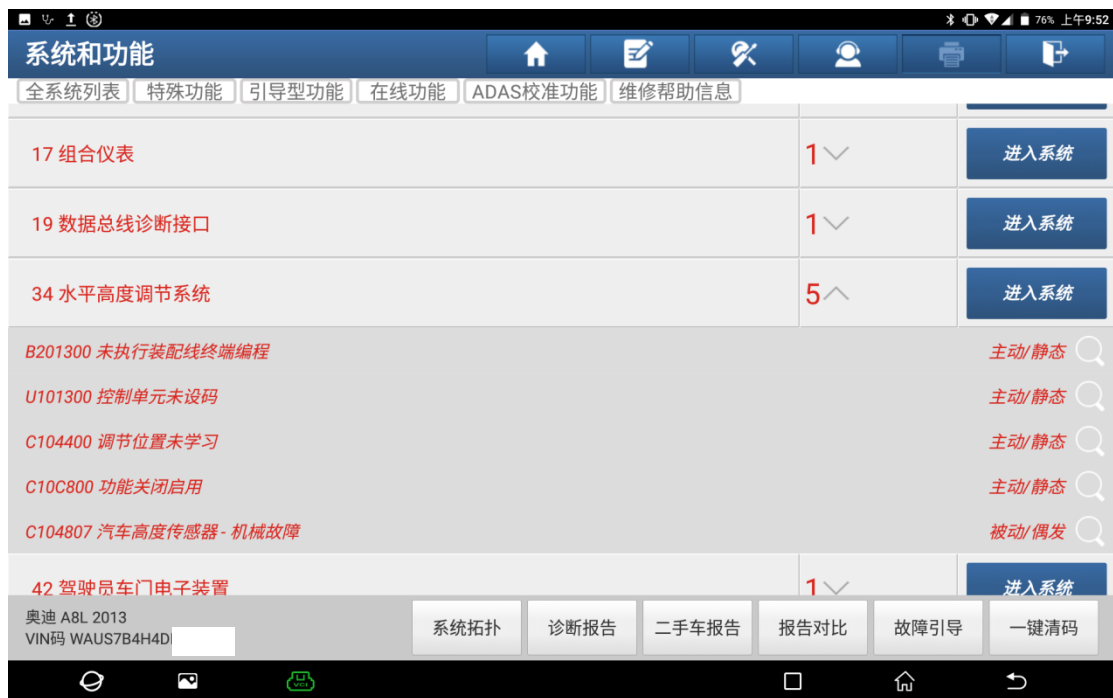 76% 上午9:52
系统和功能
全系统列表 特殊功能 引导型功能 在线功能 ADAS校准功能 维修帮助信息
17 组合仪表 1 进入系统
19 数据总线诊断接口 1 进入系统
34 水平高度调节系统 5 进入系统
B201300 未执行装配线终端编程 主动/静态
U101300 控制单元未设码 主动/静态
C104400 调节位置未学习 主动/静态
C10C800 功能关闭启用 主动/静态
C104807 汽车高度传感器 - 机械故障 被动/偶发
42 驾驶员车门电子装置 1 进入系统
奥迪 A8L 2013
VIN码 WAUS7B4H4D
系统拓扑 诊断报告 二手车报告 报告对比 故障引导 一键清码
VCI